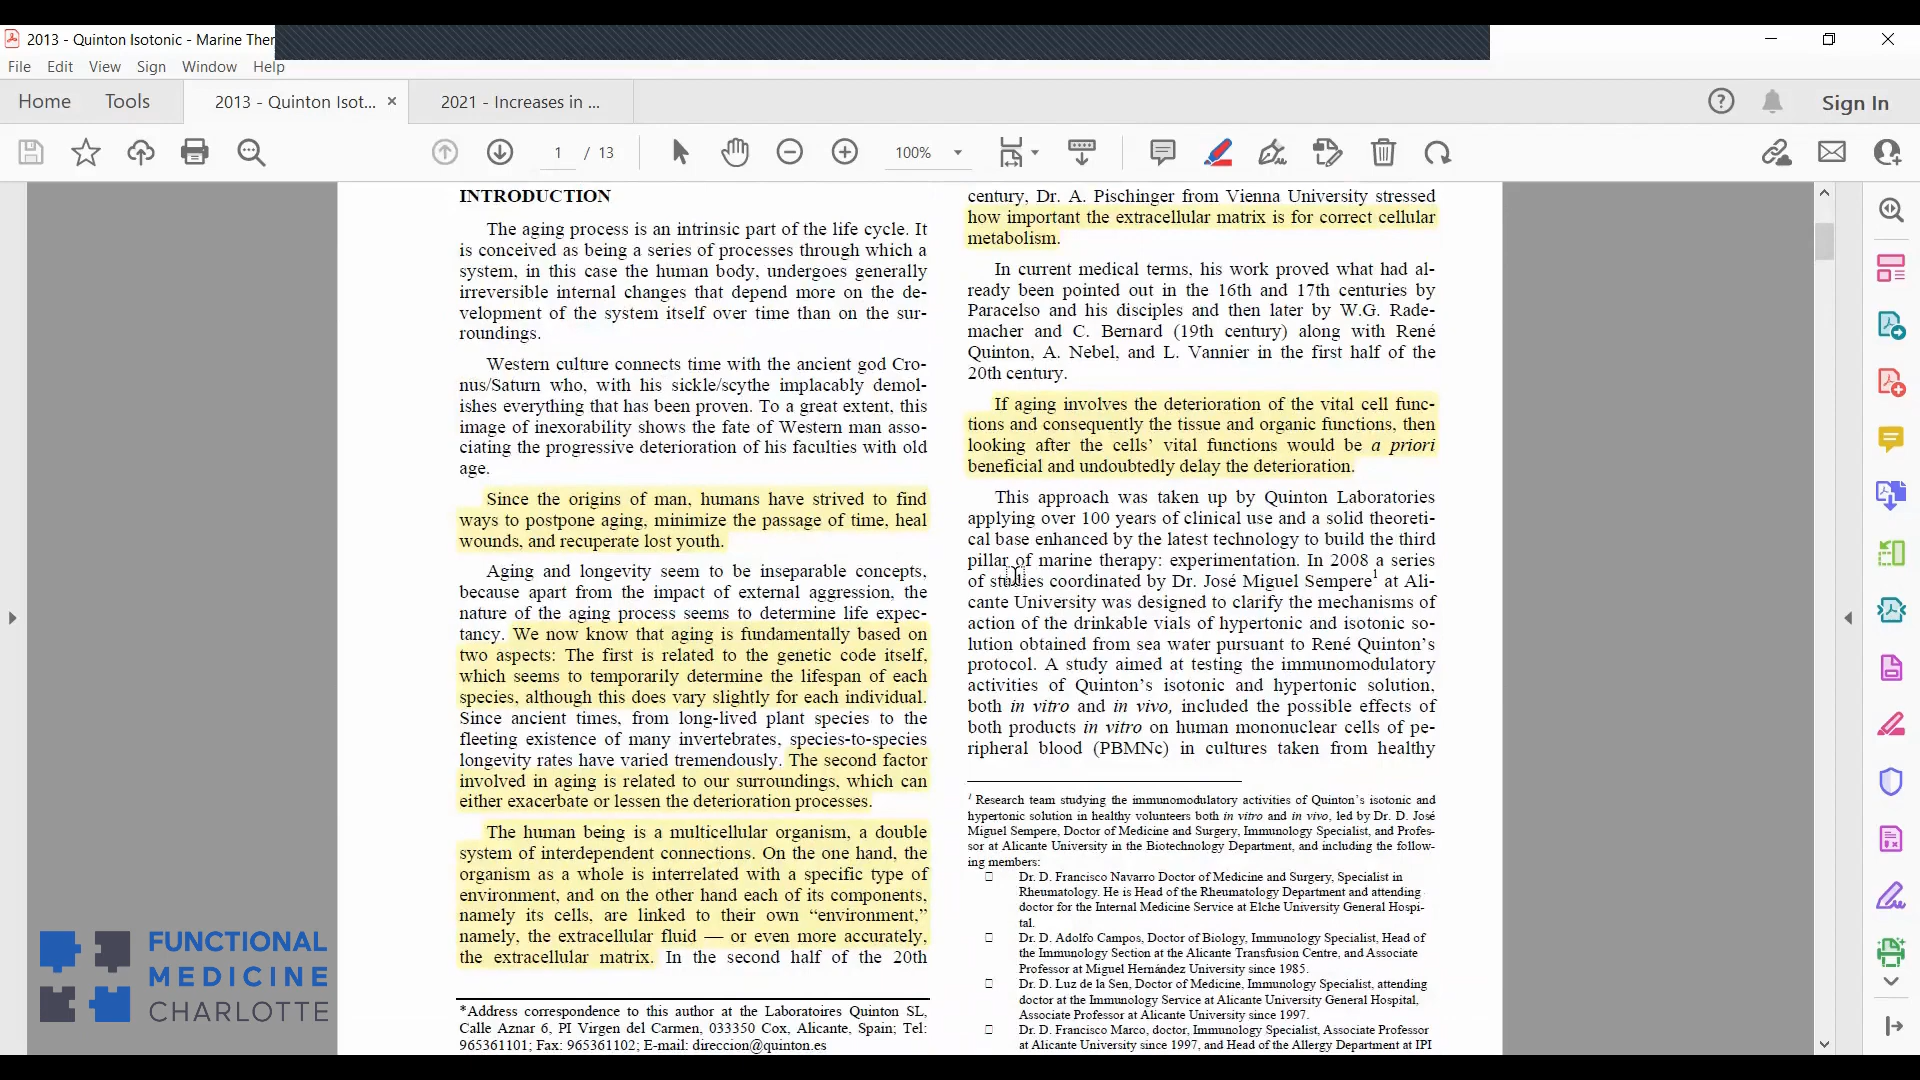 2013 - Quinton Isotonic - Marine Ther
File Edit View Sign Window Help
Home Tools 2013 - Quinton Isot... × 2021 - Increases in ... Sign In
1 / 13 100%
INTRODUCTION
The aging process is an intrinsic part of the life cycle. It
is conceived as being a series of processes through which a
system, in this case the human body, undergoes generally
irreversible internal changes that depend more on the de-
velopment of the system itself over time than on the sur-
roundings.
Western culture connects time with the ancient god Cro-
nus/Saturn who, with his sickle/scythe implacably demol-
ishes everything that has been proven. To a great extent, this
image of inexorability shows the fate of Western man asso-
ciating the progressive deterioration of his faculties with old
age.
Since the origins of man, humans have strived to find
ways to postpone aging, minimize the passage of time, heal
wounds, and recuperate lost youth.
Aging and longevity seem to be inseparable concepts,
because apart from the impact of external aggression, the
nature of the aging process seems to determine life expec-
tancy. We now know that aging is fundamentally based on
two aspects: The first is related to the genetic code itself,
which seems to temporarily determine the lifespan of each
species, although this does vary slightly for each individual.
Since ancient times, from long-lived plant species to the
fleeting existence of many invertebrates, species-to-species
longevity rates have varied tremendously. The second factor
involved in aging is related to our surroundings, which can
either exacerbate or lessen the deterioration processes.
The human being is a multicellular organism, a double
system of interdependent connections. On the one hand, the
organism as a whole is interrelated with a specific type of
environment, and on the other hand each of its components,
namely its cells, are linked to their own “environment,”
namely, the extracellular fluid — or even more accurately,
the extracellular matrix. In the second half of the 20th
*Address correspondence to this author at the Laboratoires Quinton SL,
Calle Aznar 6, PI Virgen del Carmen, 033350 Cox, Alicante, Spain; Tel:
965361101; Fax: 965361102; E-mail: direccion@quinton.es
century, Dr. A. Pischinger from Vienna University stressed
how important the extracellular matrix is for correct cellular
metabolism.
In current medical terms, his work proved what had al-
ready been pointed out in the 16th and 17th centuries by
Paracelso and his disciples and then later by W.G. Rade-
macher and C. Bernard (19th century) along with René
Quinton, A. Nebel, and L. Vannier in the first half of the
20th century.
If aging involves the deterioration of the vital cell func-
tions and consequently the tissue and organic functions, then
looking after the cells’ vital functions would be a priori
beneficial and undoubtedly delay the deterioration.
This approach was taken up by Quinton Laboratories
applying over 100 years of clinical use and a solid theoreti-
cal base enhanced by the latest technology to build the third
pillar of marine therapy: experimentation. In 2008 a series
of studies coordinated by Dr. José Miguel Sempere1 at Ali-
cante University was designed to clarify the mechanisms of
action of the drinkable vials of hypertonic and isotonic so-
lution obtained from sea water pursuant to René Quinton’s
protocol. A study aimed at testing the immunomodulatory
activities of Quinton’s isotonic and hypertonic solution,
both in vitro and in vivo, included the possible effects of
both products in vitro on human mononuclear cells of pe-
ripheral blood (PBMNc) in cultures taken from healthy
1 Research team studying the immunomodulatory activities of Quinton’s isotonic and
hypertonic solution in healthy volunteers both in vitro and in vivo, led by Dr. D. José
Miguel Sempere, Doctor of Medicine and Surgery, Immunology Specialist, and Profes-
sor at Alicante University in the Biotechnology Department, and including the follow-
ing members:
Dr. D. Francisco Navarro Doctor of Medicine and Surgery, Specialist in
Rheumatology. He is Head of the Rheumatology Department and attending
doctor for the Internal Medicine Service at Elche University General Hospi-
tal.
Dr. D. Adolfo Campos, Doctor of Biology, Immunology Specialist, Head of
the Immunology Section at the Alicante Transfusion Centre, and Associate
Professor at Miguel Hernández University since 1985.
Dr. D. Luz de la Sen, Doctor of Medicine, Immunology Specialist, attending
doctor at the Immunology Service at Alicante University General Hospital,
Associate Professor at Alicante University since 1997.
Dr. D. Francisco Marco, doctor, Immunology Specialist, Associate Professor
at Alicante University since 1997, and Head of the Allergy Department at IPI
FUNCTIONAL
MEDICINE
CHARLOTTE